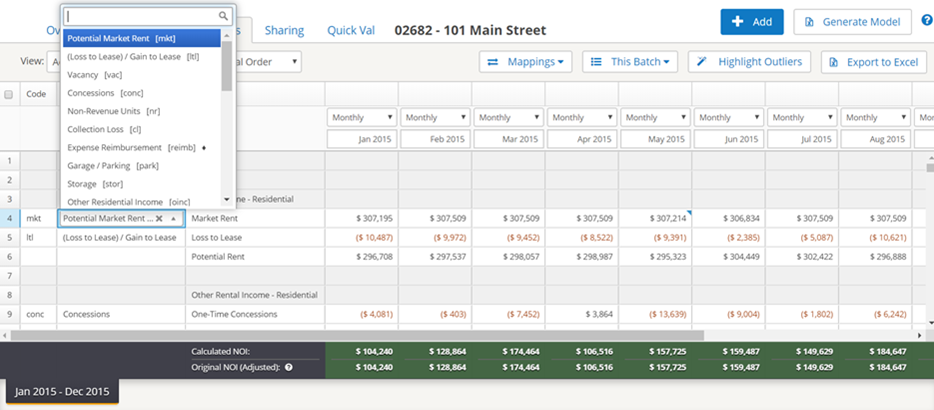 Ov
s
Sharing
Quick Val
02682 - 101 Main Street
+ Add
Generate Model
?
View:
A
al Order
Mappings
This Batch
Highlight Outliers
Export to Excel
Potential Market Rent [mkt]
(Loss to Lease) / Gain to Lease [ltl]
Vacancy [vac]
Concessions [conc]
Non-Revenue Units [nr]
Collection Loss [cl]
Expense Reimbursement [reimb] ♦
Garage / Parking [park]
Storage [stor]
Other Residential Income [oinc]
Code
Monthly Monthly Monthly Monthly Monthly Monthly Monthly Monthly Mor
Jan 2015 Feb 2015 Mar 2015 Apr 2015 May 2015 Jun 2015 Jul 2015 Aug 2015
1
2
3 me - Residential
4 mkt Potential Market Rent ... ✕ Market Rent $ 307,195 $ 307,509 $ 307,509 $ 307,509 $ 307,214 $ 306,834 $ 307,509 $ 307,509
5 ltl (Loss to Lease) / Gain to Lease Loss to Lease ($ 10,487) ($ 9,972) ($ 9,452) ($ 8,522) ($ 9,391) ($ 2,385) ($ 5,087) ($ 10,621)
6 Potential Rent $ 296,708 $ 297,537 $ 298,057 $ 298,987 $ 295,323 $ 304,449 $ 302,422 $ 296,888
7
8 Other Rental Income - Residential
9 conc Concessions One-Time Concessions ($ 4,081) ($ 403) ($ 7,452) $ 3,864 ($ 13,639) ($ 9,004) ($ 1,802) ($ 6,242)
Calculated NOI: $ 104,240 $ 128,864 $ 174,464 $ 106,516 $ 157,725 $ 159,487 $ 149,629 $ 184,647
Original NOI (Adjusted): ? $ 104,240 $ 128,864 $ 174,464 $ 106,516 $ 157,725 $ 159,487 $ 149,629 $ 184,647
Jan 2015 - Dec 2015